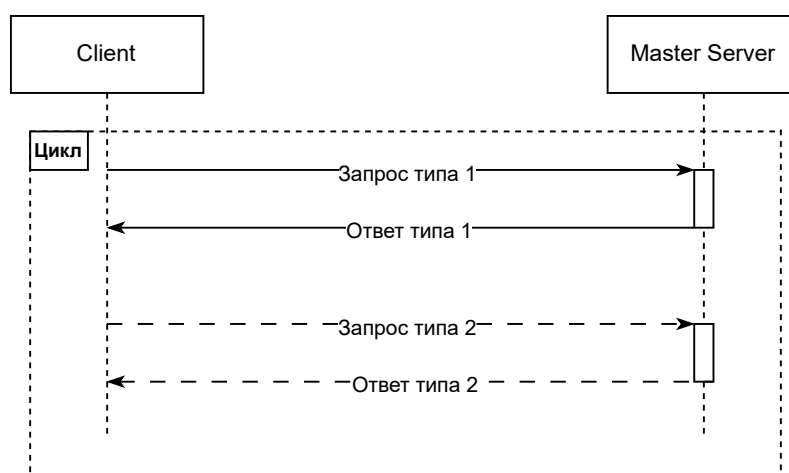 Client
Master Server
Цикл
Запрос типа 1
Ответ типа 1
Запрос типа 2
Ответ типа 2